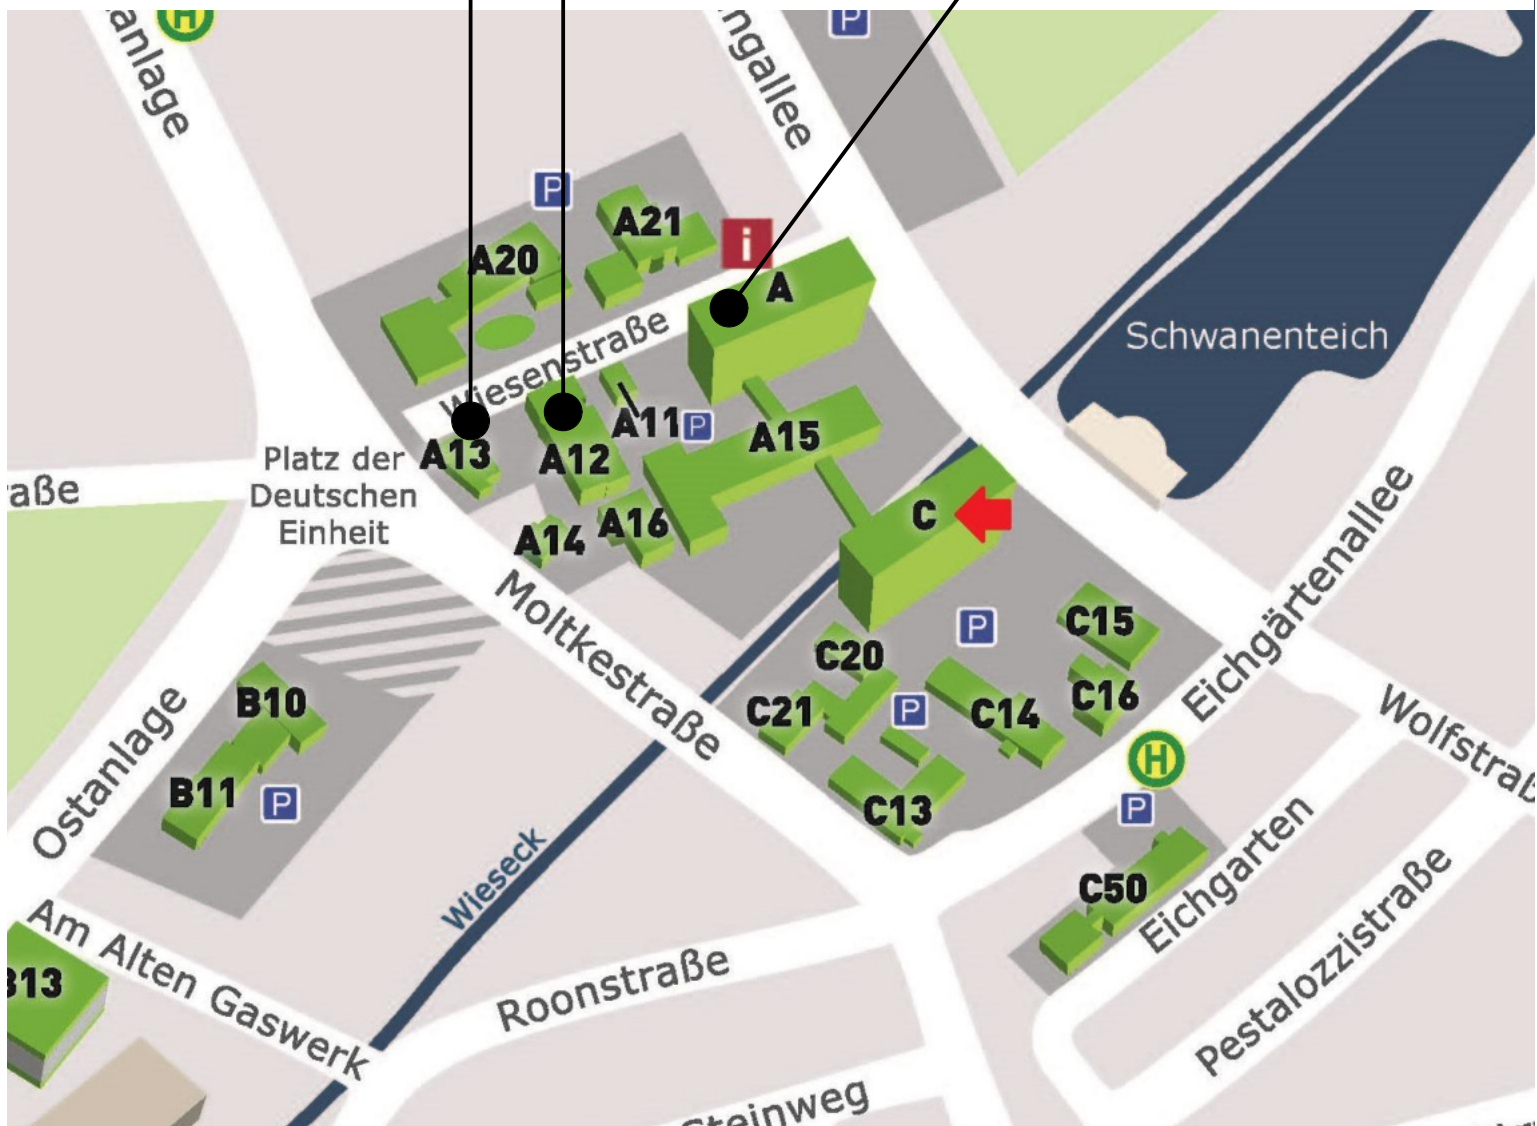 H
anlage
ngallee
P
P
A21
i
A20
A
Schwanenteich
Wiesenstraße
A11
P
A15
A13
A12
Platz der
Deutschen
Einheit
aße
A16
A14
C
Moltkestraße
P
C15
C20
Eichgärtenallee
C16
C21
P
C14
Wolfstraß
B10
H
B11
P
Ostanlage
C13
P
Wieseck
C50
Eichgarten
Am Alten Gaswerk
B13
Roonstraße
Pestalozzistraße
Steinweg